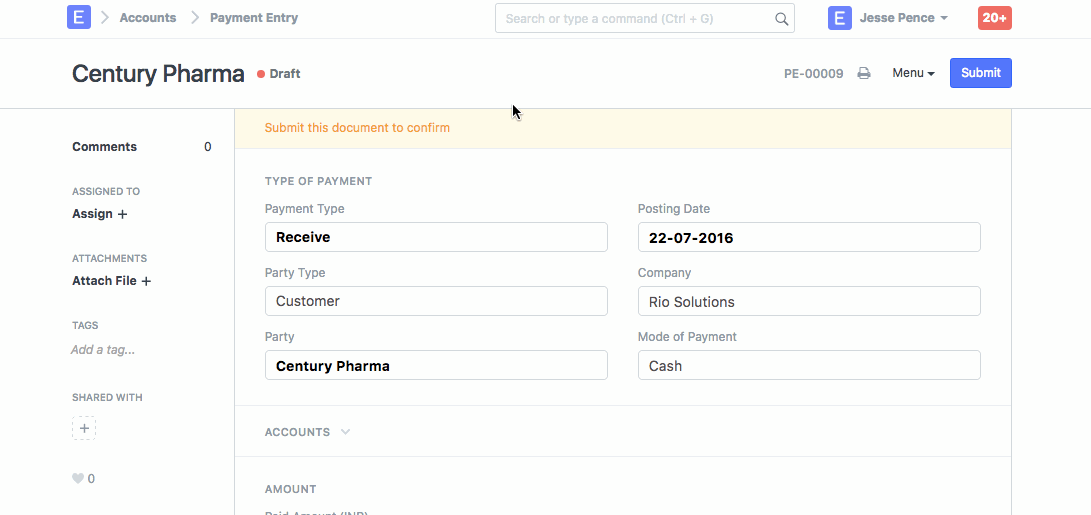 E Accounts Payment Entry Search or type a command (Ctrl + G) E Jesse Pence 20+
Century Pharma Draft PE-00009 Menu Submit
Submit this document to confirm
Comments 0
TYPE OF PAYMENT
ASSIGNED TO
Assign +
Payment Type Posting Date
Receive 22-07-2016
ATTACHMENTS
Attach File +
Party Type Company
Customer Rio Solutions
TAGS
Add a tag...
Party Mode of Payment
Century Pharma Cash
SHARED WITH
+
ACCOUNTS
0
AMOUNT
Paid Amount (INR)